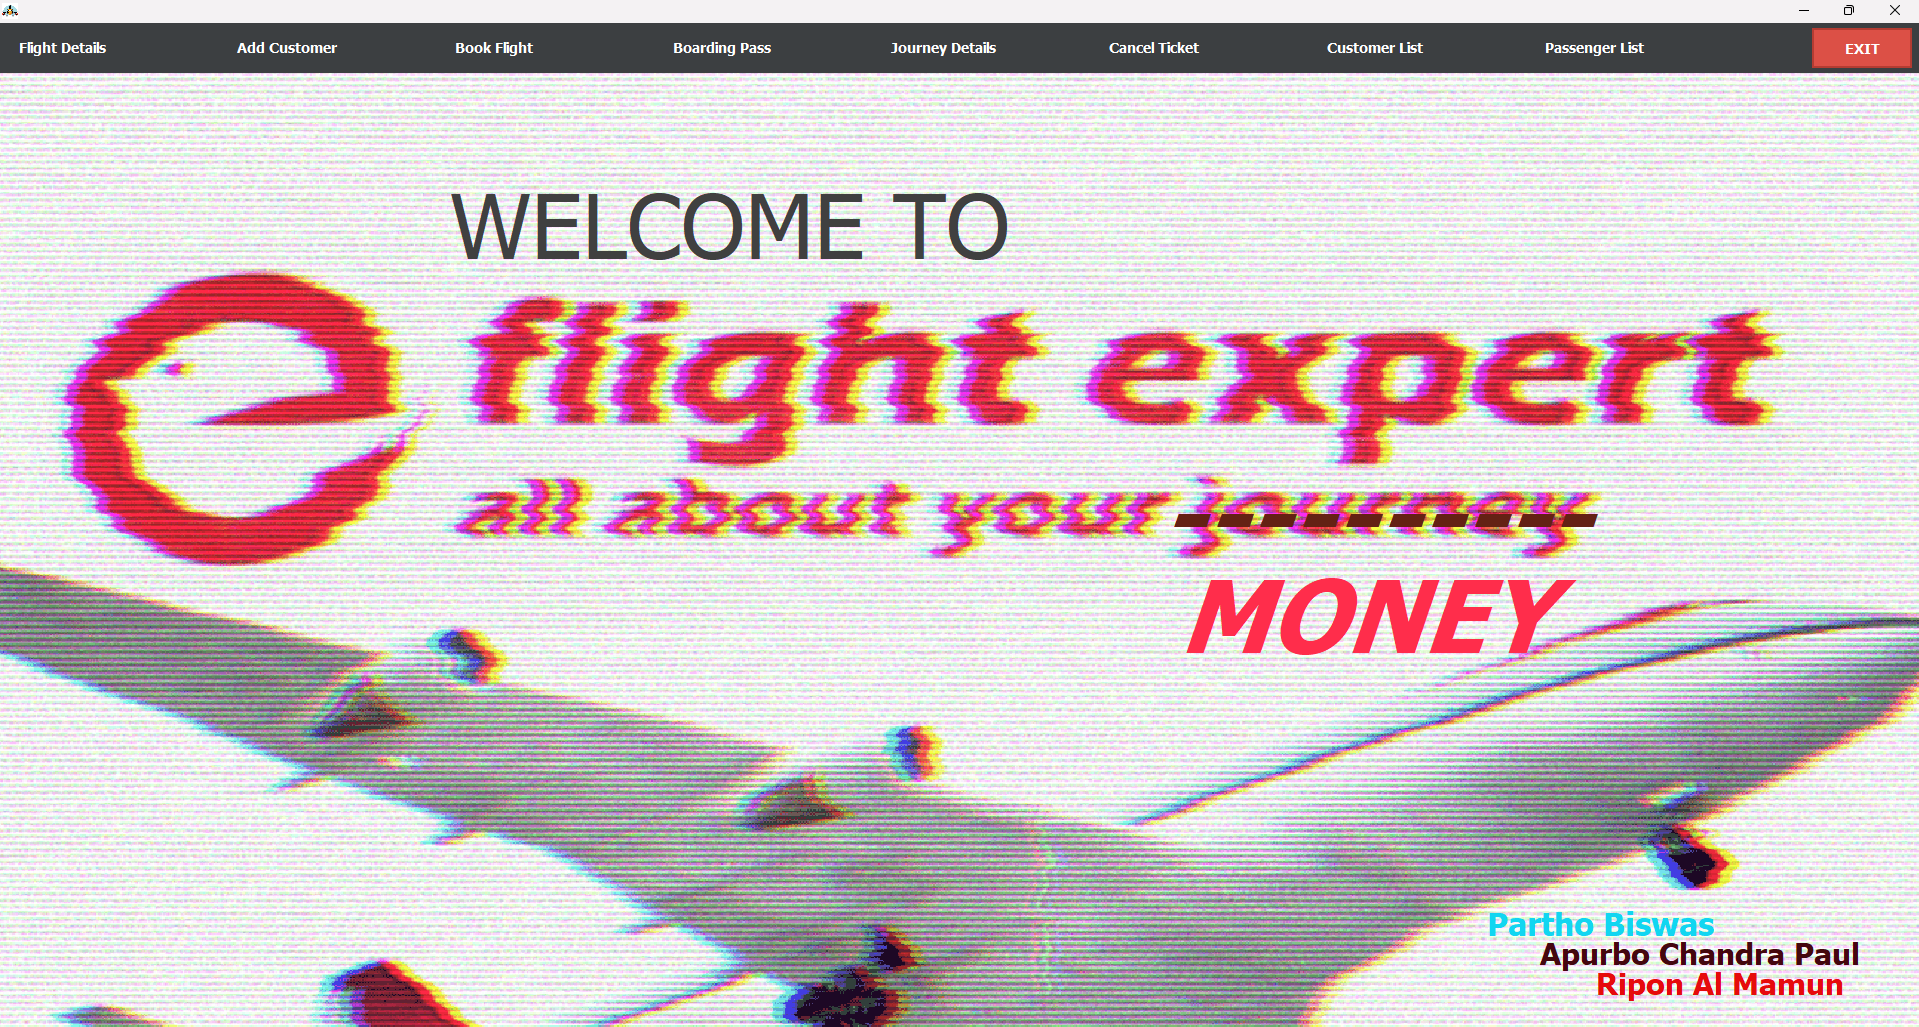 Flight Details Add Customer Book Flight Boarding Pass Journey Details Cancel Ticket Customer List Passenger List EXIT
WELCOME TO
flight expert
all about your journey
MONEY
Partho Biswas
Apurbo Chandra Paul
Ripon Al Mamun